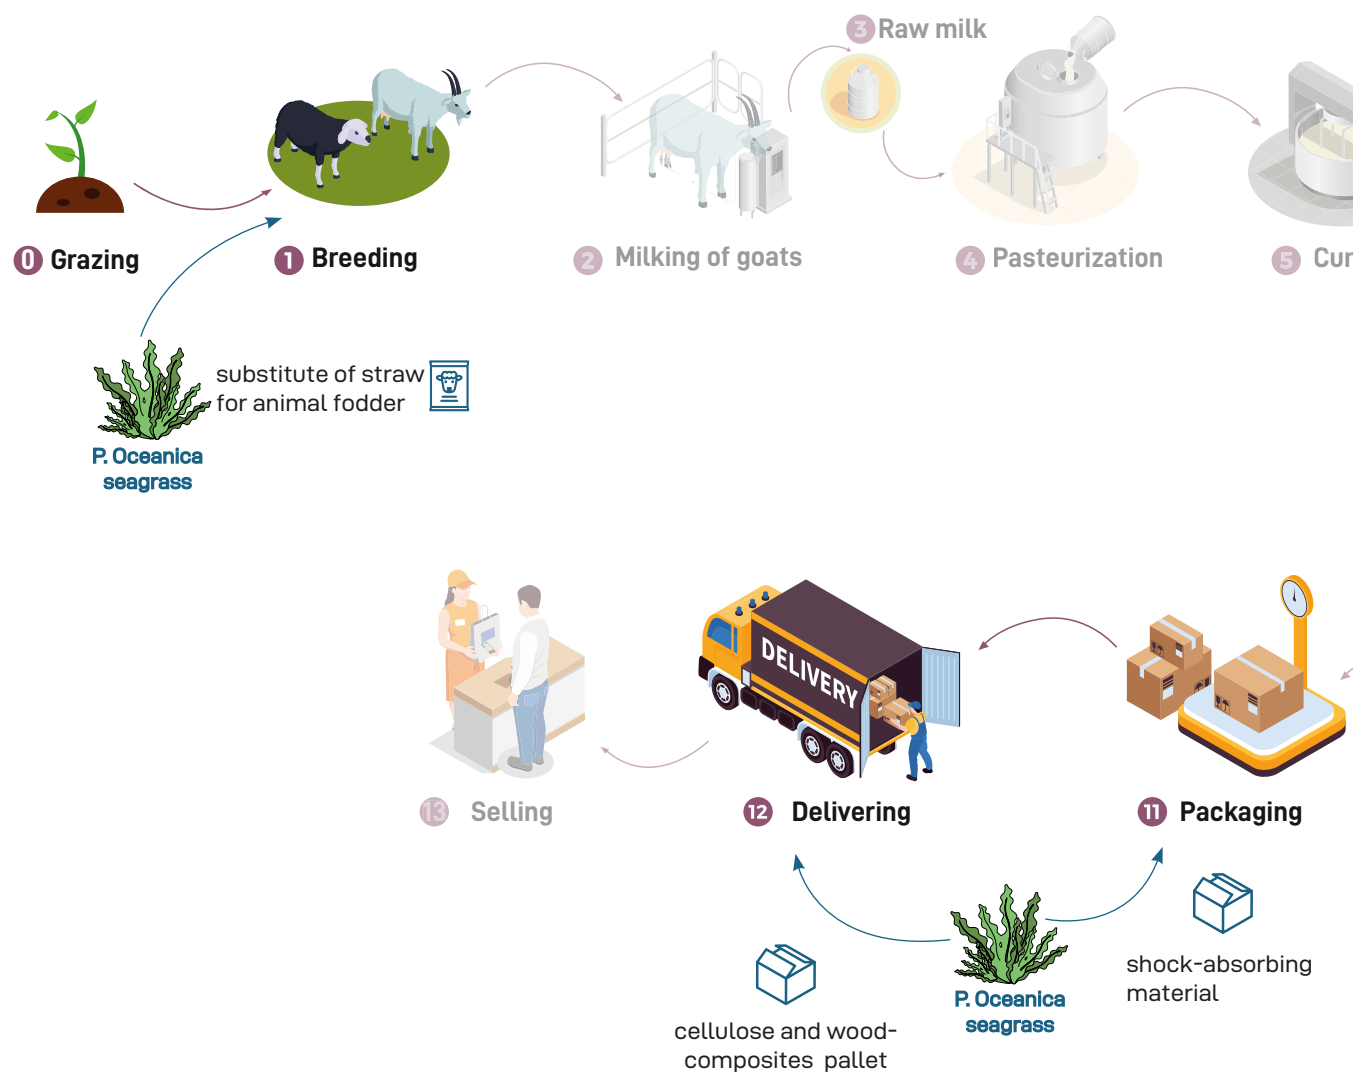 3 Raw milk
0 Grazing
1 Breeding
2 Milking of goats
4 Pasteurization
5 Cur
substitute of straw
for animal fodder
P. Oceanica
seagrass
DELIVERY
13 Selling
12 Delivering
11 Packaging
shock-absorbing
material
P. Oceanica
seagrass
cellulose and wood-
composites pallet